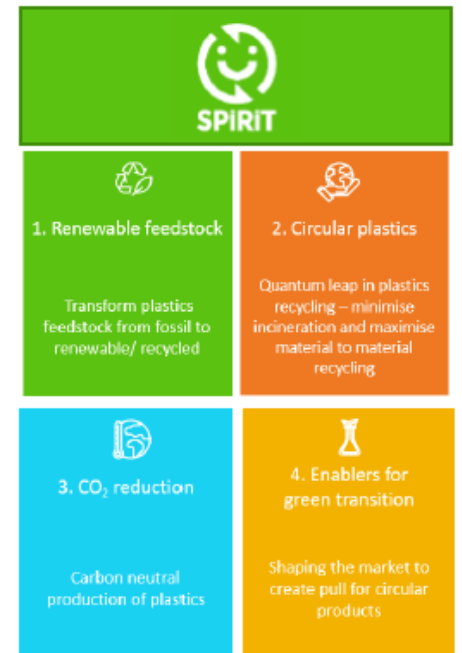 SPiRiT
1. Renewable feedstock
Transform plastics
feedstock from fossil to
renewable/ recycled
2. Circular plastics
Quantum leap in plastics
recycling – minimise
incineration and maximise
material to material
recycling
3. CO₂ reduction
Carbon neutral
production of plastics
4. Enablers for
green transition
Shaping the market to
create pull for circular
products